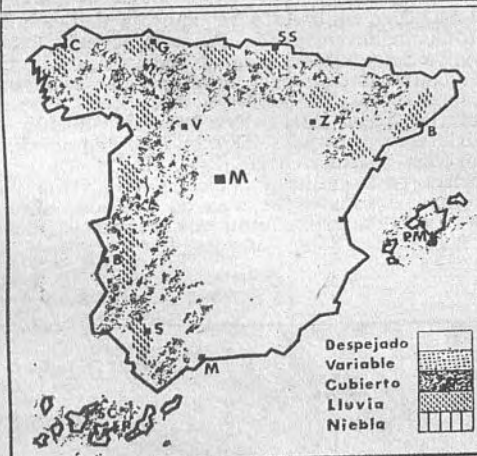 C
G
SS
V
Z
B
M
PM
B
S
M
Despejado
Variable
Cubierto
Lluvia
Niebla